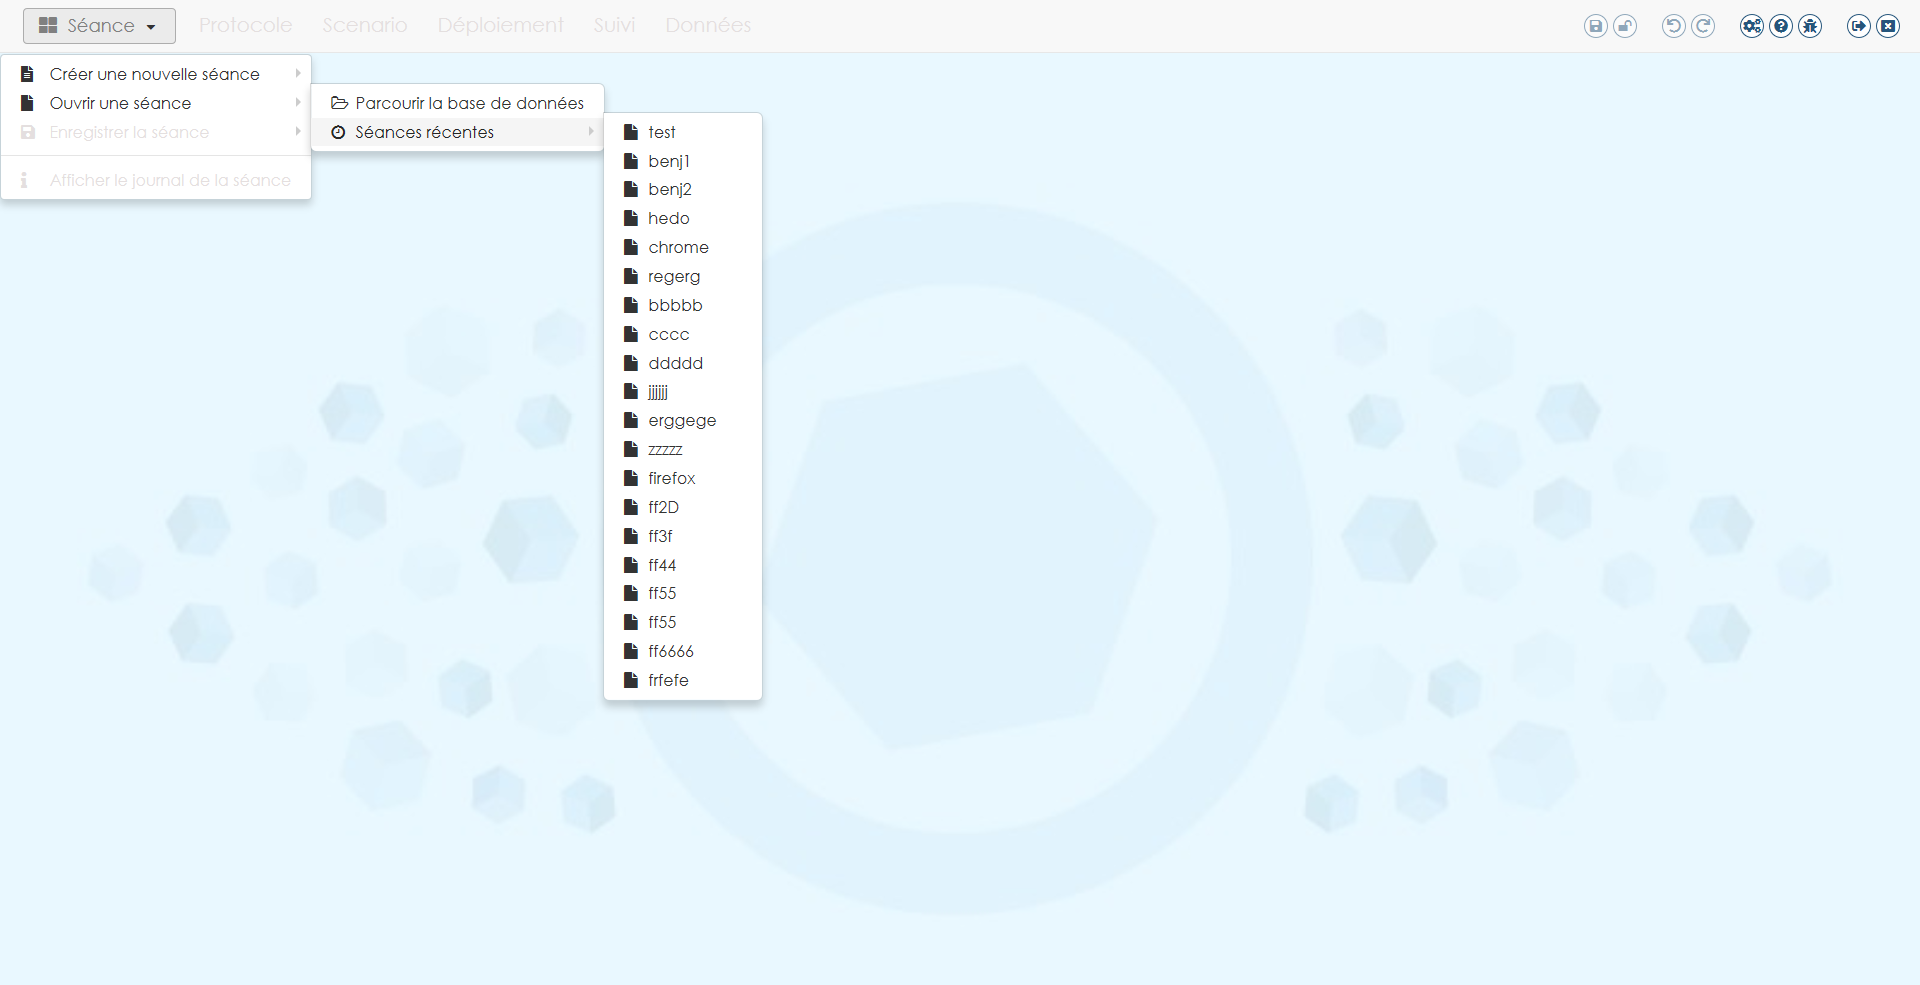 Séance
Protocole
Scenario
Déploiement
Suivi
Données
Créer une nouvelle séance
Ouvrir une séance
Enregistrer la séance
Afficher le journal de la séance
Parcourir la base de données
Séances récentes
test
benj1
benj2
hedo
chrome
regerg
bbbbb
cccc
ddddd
jjjjjj
erggege
zzzzz
firefox
ff2D
ff3f
ff44
ff55
ff55
ff6666
frfefe